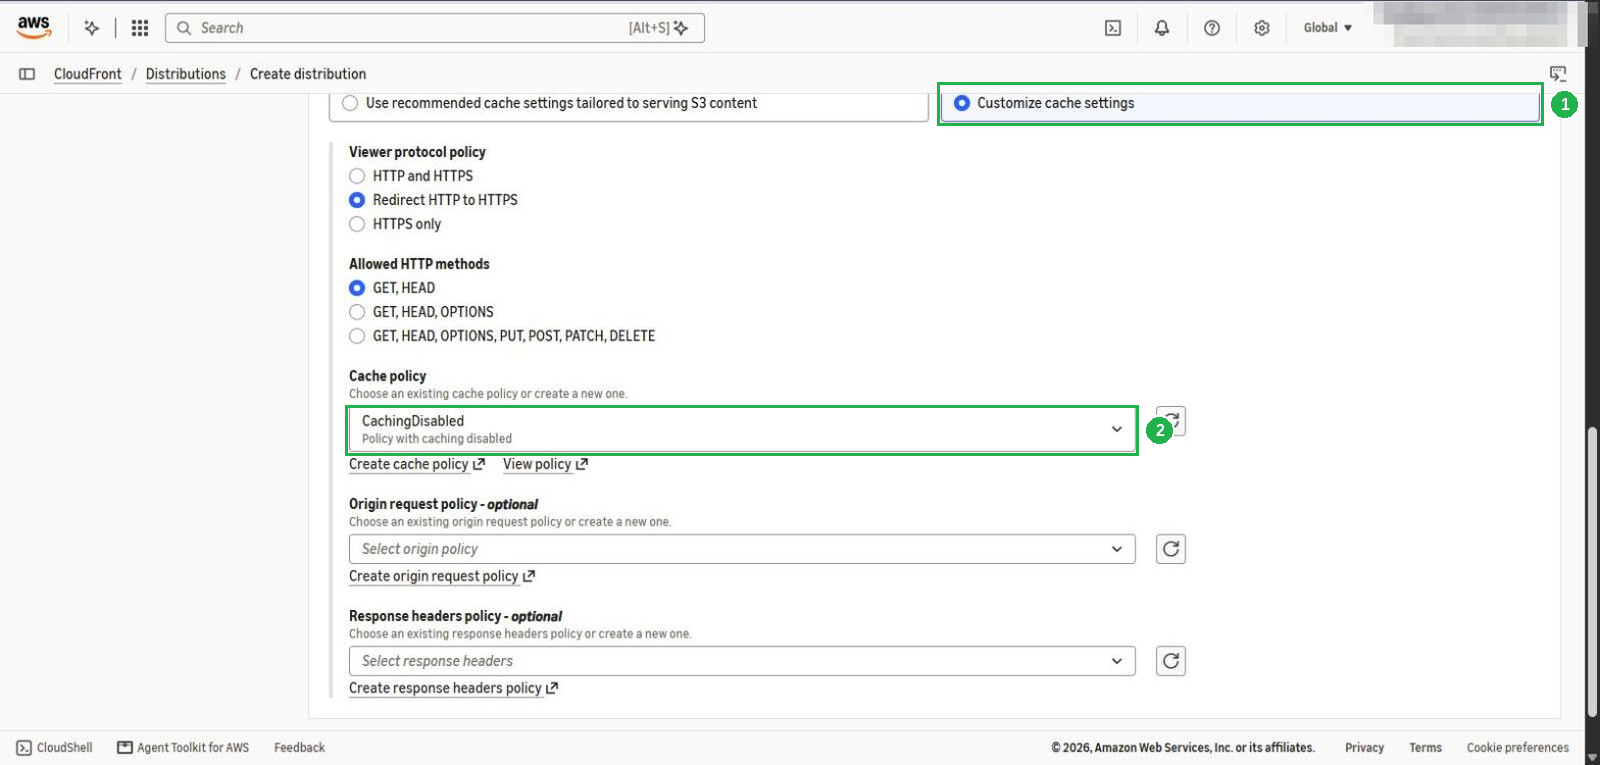 aws
Search [Alt+S]
Global
CloudFront / Distributions / Create distribution
Use recommended cache settings tailored to serving S3 content
Customize cache settings
1
Viewer protocol policy
HTTP and HTTPS
Redirect HTTP to HTTPS
HTTPS only
Allowed HTTP methods
GET, HEAD
GET, HEAD, OPTIONS
GET, HEAD, OPTIONS, PUT, POST, PATCH, DELETE
Cache policy
Choose an existing cache policy or create a new one.
CachingDisabled
Policy with caching disabled
2
Create cache policy View policy
Origin request policy - optional
Choose an existing origin request policy or create a new one.
Select origin policy
Create origin request policy
Response headers policy - optional
Choose an existing response headers policy or create a new one.
Select response headers
Create response headers policy
CloudShell Agent Toolkit for AWS Feedback © 2026, Amazon Web Services, Inc. or its affiliates. Privacy Terms Cookie preferences